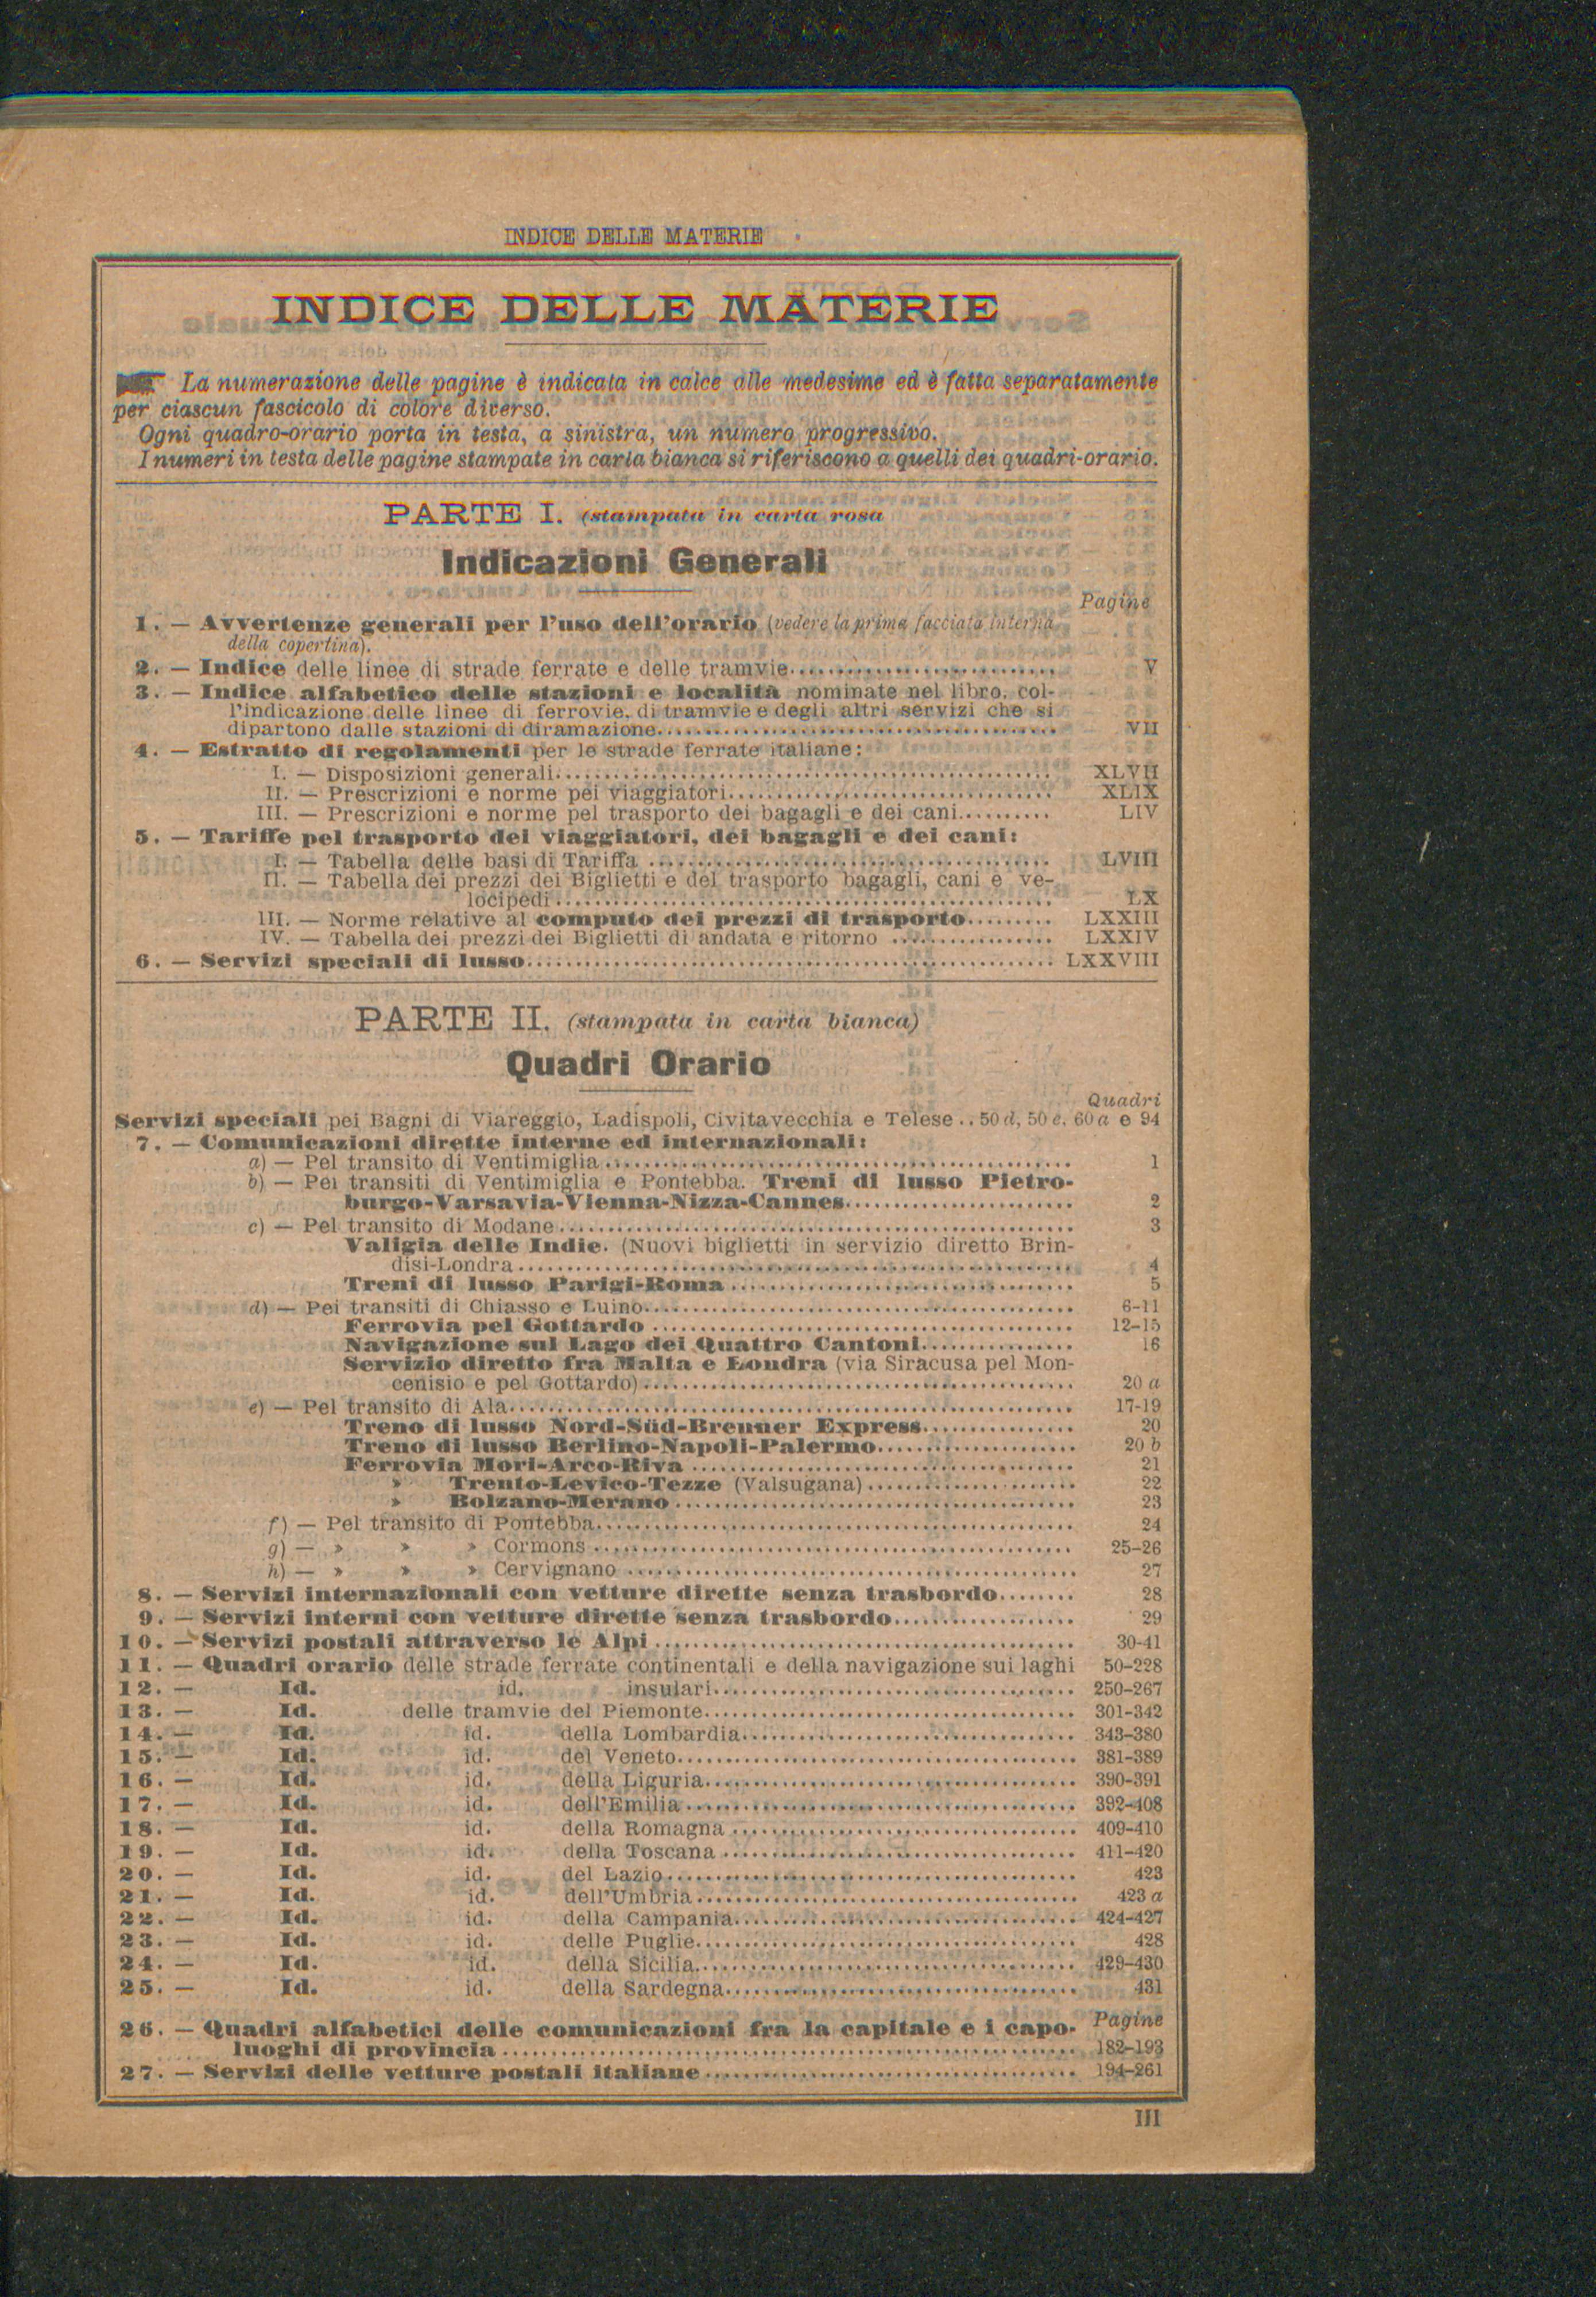 INDICE DELLE MATERIE
INDICE DELLE MATERIE
La numerazione delle pagine è indicata in calce alle medesime ed è fatta separatamente
per ciascun fascicolo di colore diverso.
Ogni quadro-orario porta in testa, a sinistra, un numero progressivo.
I numeri in testa delle pagine stampate in carta bianca si riferiscono a quelli dei quadri-orario.
PARTE I. (stampata in carta rosa
Indicazioni Generali
Pagine
1. — Avvertenze generali per l'uso dell'orario (vedere la prima facciata interna
della copertina).
2. — Indice delle linee di strade ferrate e delle tramvie.......... V
3. — Indice alfabetico delle stazioni e località nominate nel libro, col-
l'indicazione delle linee di ferrovie, di tramvie e degli altri servizi che si
dipartono dalle stazioni di diramazione.......... VII
4. — Estratto di regolamenti per le strade ferrate italiane:
I. — Disposizioni generali.......... XLVII
II. — Prescrizioni e norme pei viaggiatori.......... XLIX
III. — Prescrizioni e norme pel trasporto dei bagagli e dei cani.......... LIV
5. — Tariffe pel trasporto dei viaggiatori, dei bagagli e dei cani:
I. — Tabella delle basi di Tariffa .......... LVIII
II. — Tabella dei prezzi dei Biglietti e del trasporto bagagli, cani e ve-
locipedi.......... LX
III. — Norme relative al computo dei prezzi di trasporto......... LXXIII
IV. — Tabella dei prezzi dei Biglietti di andata e ritorno .......... LXXIV
6. — Servizi speciali di lusso.......... LXXVIII
PARTE II. (stampata in carta bianca)
Quadri Orario
Quadri
Servizi speciali pei Bagni di Viareggio, Ladispoli, Civitavecchia e Telese .. 50 d, 50 e, 60 a e 94
7. — Comunicazioni dirette interne ed internazionali:
a) — Pel transito di Ventimiglia.......... 1
b) — Pei transiti di Ventimiglia e Pontebba. Treni di lusso Pietro-
burgo-Varsavia-Vienna-Nizza-Cannes.......... 2
c) — Pel transito di Modane.......... 3
Valigia delle Indie. (Nuovi biglietti in servizio diretto Brin-
disi-Londra.......... 4
Treni di lusso Parigi-Roma .......... 5
d) — Pei transiti di Chiasso e Luino.......... 6-11
Ferrovia pel Gottardo .......... 12-15
Navigazione sul Lago dei Quattro Cantoni.......... 16
Servizio diretto fra Malta e Londra (via Siracusa pel Mon-
cenisio e pel Gottardo).......... 20 a
e) — Pel transito di Ala.......... 17-19
Treno di lusso Nord-Süd-Brenner Express.......... 20
Treno di lusso Berlino-Napoli-Palermo.......... 20 b
Ferrovia Mori-Arco-Riva .......... 21
» Trento-Levico-Tezze (Valsugana).......... 22
» Bolzano-Merano.......... 23
f) — Pel transito di Pontebba.......... 24
g) — » » » Cormons.......... 25-26
h) — » » » Cervignano .......... 27
8. — Servizi internazionali con vetture dirette senza trasbordo........ 28
9. — Servizi interni con vetture dirette senza trasbordo.......... 29
10. — Servizi postali attraverso le Alpi .......... 30-41
11. — Quadri orario delle strade ferrate continentali e della navigazione sui laghi 50-228
12. — Id. id. insulari.......... 250-267
13. — Id. delle tramvie del Piemonte.......... 301-342
14. — Id. id. della Lombardia.......... 343-380
15. — Id. id. del Veneto.......... 381-389
16. — Id. id. della Liguria.......... 390-391
17. — Id. id. dell'Emilia.......... 392-408
18. — Id. id. della Romagna .......... 409-410
19. — Id. id. della Toscana .......... 411-420
20. — Id. id. del Lazio.......... 423
21. — Id. id. dell'Umbria.......... 423 a
22. — Id. id. della Campania.......... 424-427
23. — Id. id. delle Puglie.......... 428
24. — Id. id. della Sicilia.......... 429-430
25. — Id. id. della Sardegna.......... 431
Pagine
26. — Quadri alfabetici delle comunicazioni fra la capitale e i capo-
luoghi di provincia .......... 182-193
27. — Servizi delle vetture postali italiane.......... 194-261
III